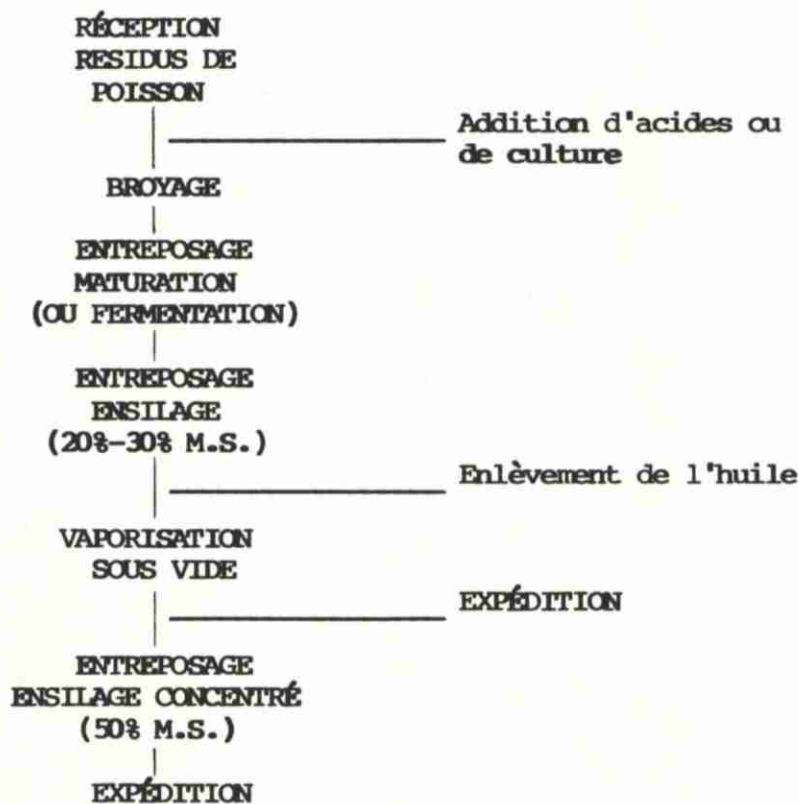 RÉCEPTION
RESIDUS DE
POISSON
Addition d'acides ou
de culture
BROYAGE
ENTREPOSAGE
MATURATION
(OU FERMENTATION)
ENTREPOSAGE
ENSILAGE
(20%-30% M.S.)
Enlèvement de l'huile
VAPORISATION
SOUS VIDE
EXPÉDITION
ENTREPOSAGE
ENSILAGE CONCENTRÉ
(50% M.S.)
EXPÉDITION